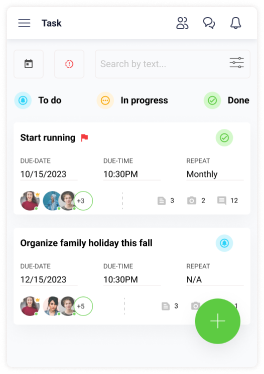 Task
Search by text...
To do In progress Done
Start running
DUE-DATE DUE-TIME REPEAT
10/15/2023 10:30PM Monthly
+3 3 2 12
Organize family holiday this fall
DUE-DATE DUE-TIME REPEAT
12/15/2023 10:30PM N/A
+5 3 1